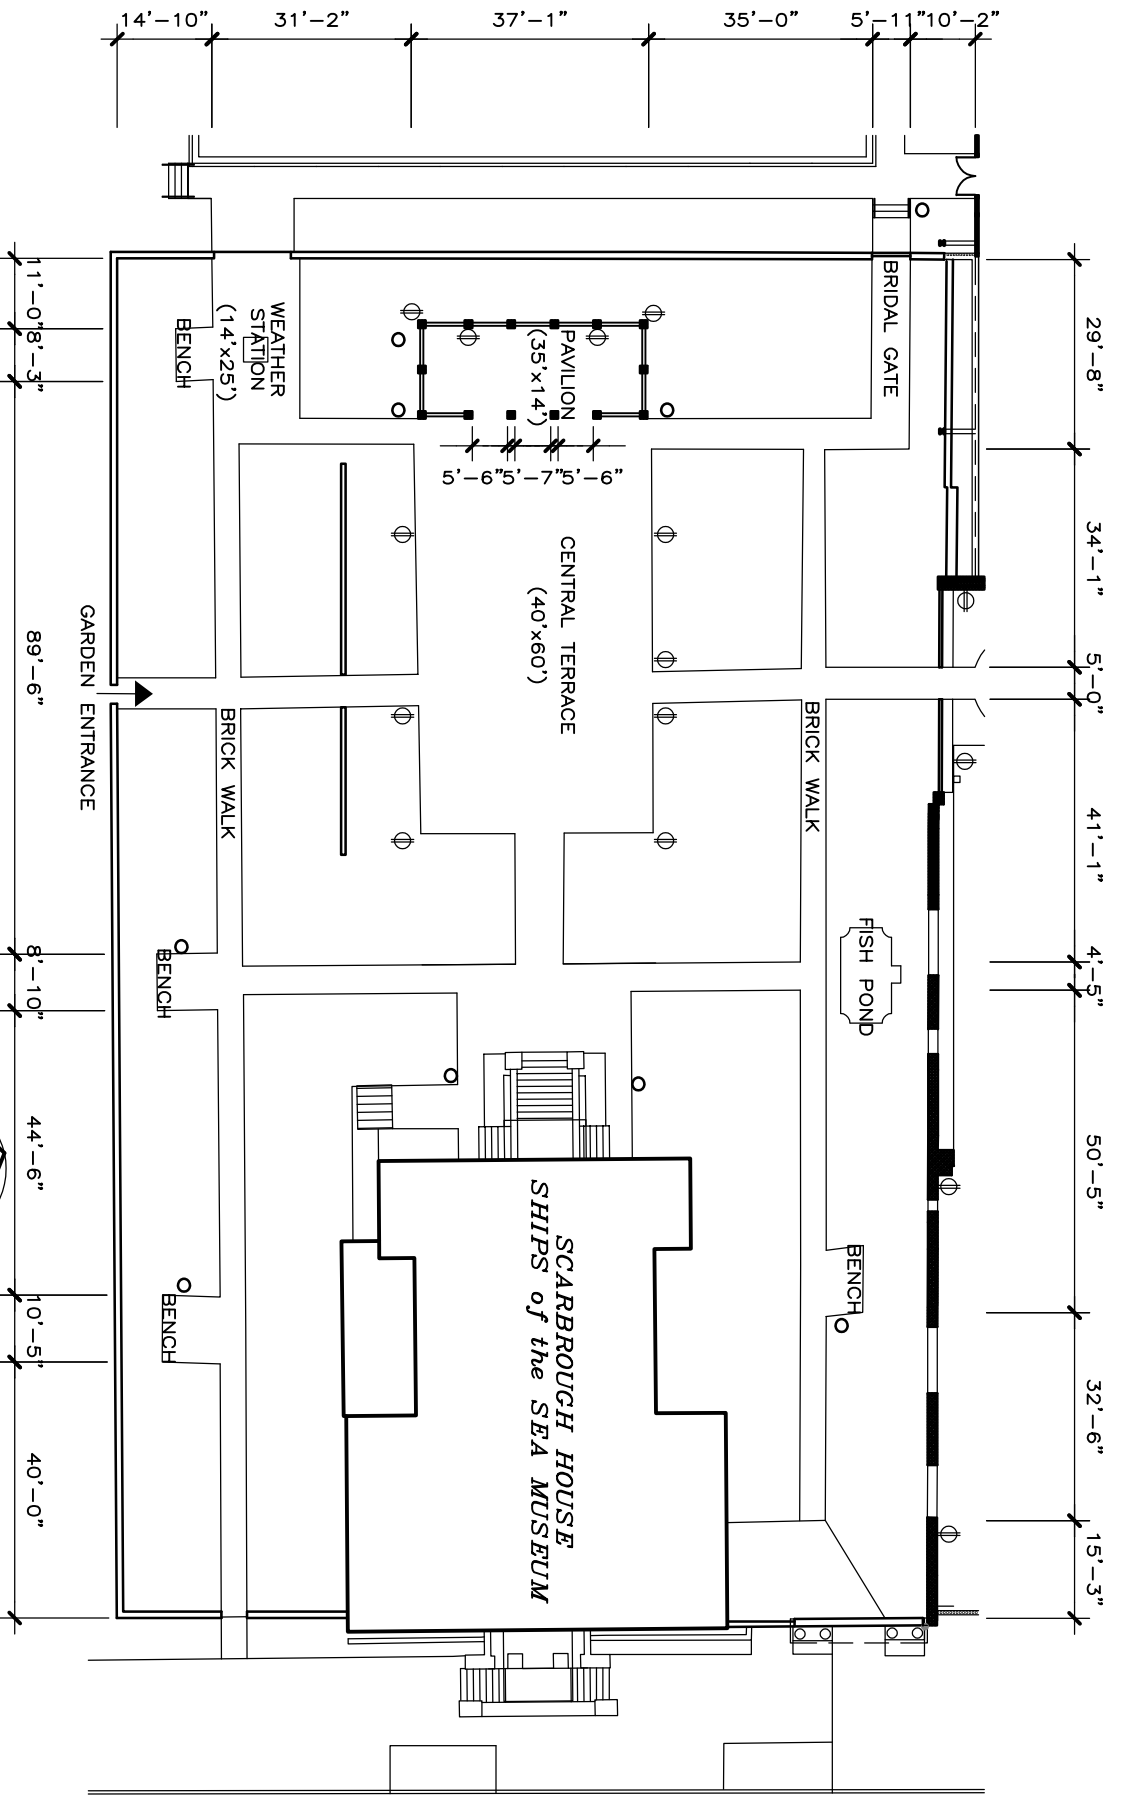 14'-10"
31'-2"
37'-1"
35'-0"
5'-11"
10'-2"
11'-0"
8'-3"
89'-6"
8'-10"
44'-6"
10'-5"
40'-0"
29'-8"
34'-1"
5'-0"
41'-1"
4'-5"
50'-5"
32'-6"
15'-3"
BRIDAL GATE
PAVILION
(35'x14')
WEATHER
STATION
(14'x25')
BENCH
5'-6"
5'-7"
5'-6"
CENTRAL TERRACE
(40'x60')
GARDEN ENTRANCE
BRICK WALK
BRICK WALK
FISH POND
BENCH
BENCH
BENCH
SCARBROUGH HOUSE
SHIPS of the SEA MUSEUM